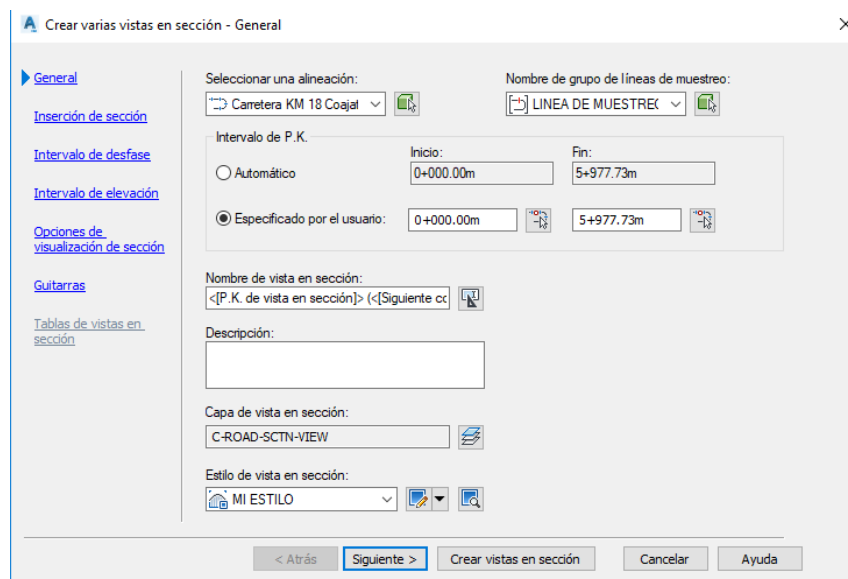 Crear varias vistas en sección - General
General
Inserción de sección
Intervalo de desfase
Intervalo de elevación
Opciones de
visualización de sección
Guitarras
Tablas de vistas en
sección
Seleccionar una alineación:
Carretera KM 18 Coajat
Nombre de grupo de líneas de muestreo:
LINEA DE MUESTREO
Intervalo de P.K.
Inicio:
Fin:
Automático
0+000.00m
5+977.73m
Especificado por el usuario:
0+000.00m
5+977.73m
Nombre de vista en sección:
<[P.K. de vista en sección]> (<[Siguiente co
Descripción:
Capa de vista en sección:
C-ROAD-SCTN-VIEW
Estilo de vista en sección:
MI ESTILO
< Atrás
Siguiente >
Crear vistas en sección
Cancelar
Ayuda